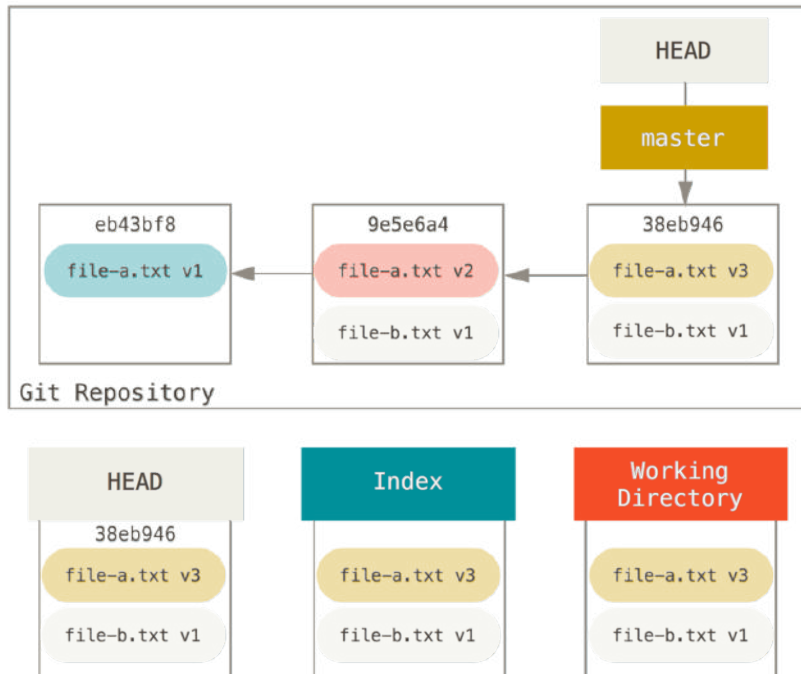 HEAD
master
eb43bf8
9e5e6a4
38eb946
file-a.txt v1
file-a.txt v2
file-a.txt v3
file-b.txt v1
file-b.txt v1
Git Repository
HEAD
Index
Working
Directory
38eb946
file-a.txt v3
file-a.txt v3
file-a.txt v3
file-b.txt v1
file-b.txt v1
file-b.txt v1